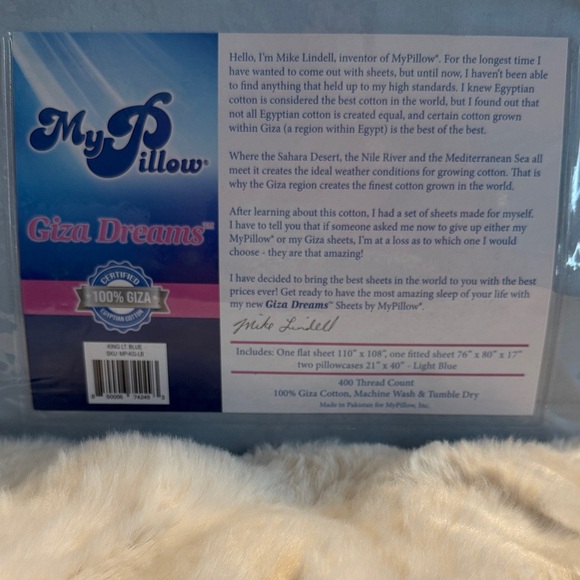 MyPillow®
Giza Dreams℠
CERTIFIED
100% GIZA
EGYPTIAN COTTON
KING LT. BLUE
Hello, I'm Mike Lindell, inventor of MyPillow®. For the longest time I
have wanted to come out with sheets, but until now, I haven't been able
to find anything that held up to my high standards. I knew Egyptian
cotton is considered the best cotton in the world, but I found out that
not all Egyptian cotton is created equal, and certain cotton grown
within Giza (a region within Egypt) is the best of the best.
Where the Sahara Desert, the Nile River and the Mediterranean Sea all
meet it creates the ideal weather conditions for growing cotton. That is
why the Giza region creates the finest cotton grown in the world.
After learning about this cotton, I had a set of sheets made for myself.
I have to tell you that if someone asked me now to give up either my
MyPillow® or my Giza sheets, I'm at a loss as to which one I would
choose - they are that amazing!
I have decided to bring the best sheets in the world to you with the best
prices ever! Get ready to have the most amazing sleep of your life with
my new Giza Dreams℠ Sheets by MyPillow®.
Mike Lindell
Includes: One flat sheet 110" x 108", one fitted sheet 76" x 80" x 17"
two pillowcases 21" x 40" - Light Blue
400 Thread Count
100% Giza Cotton, Machine Wash & Tumble Dry
Made in Pakistan for MyPillow, Inc.